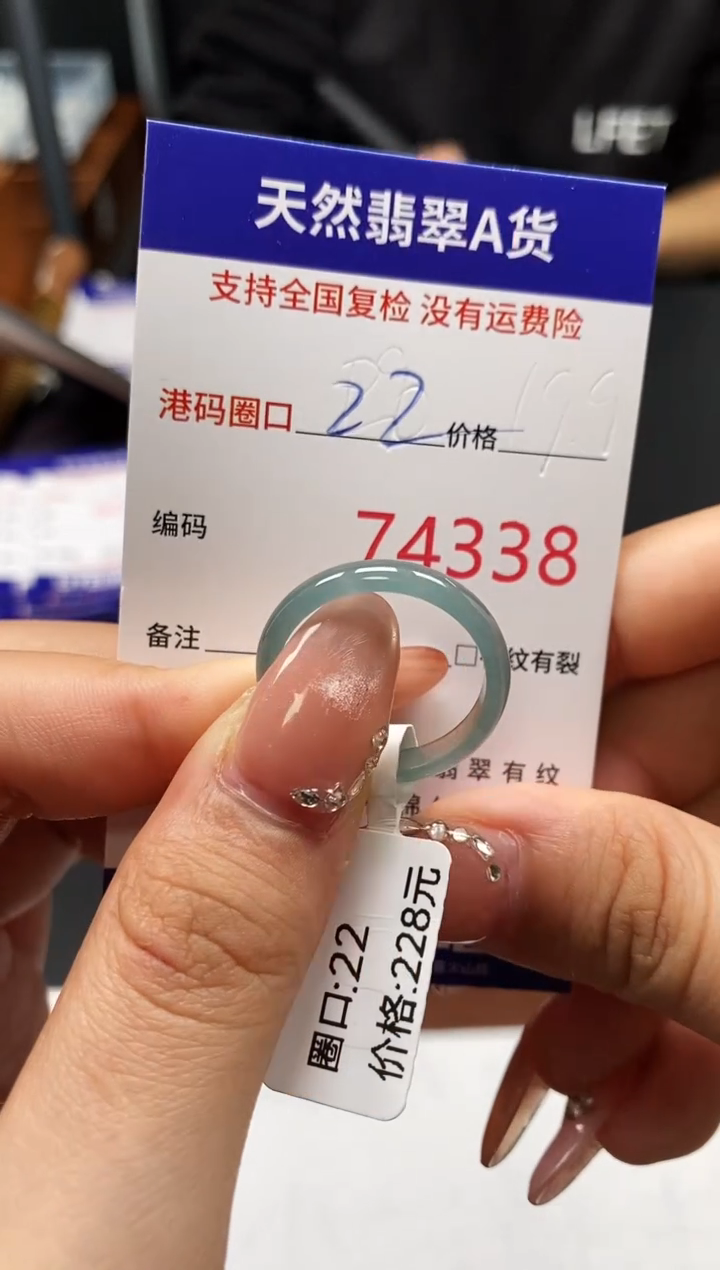 天然翡翠A货
支持全国复检 没有运费险
港码圈口 22 价格
编码 74338
备注 □ 纹有裂
翡翠有纹
圈口:22
价格:228元